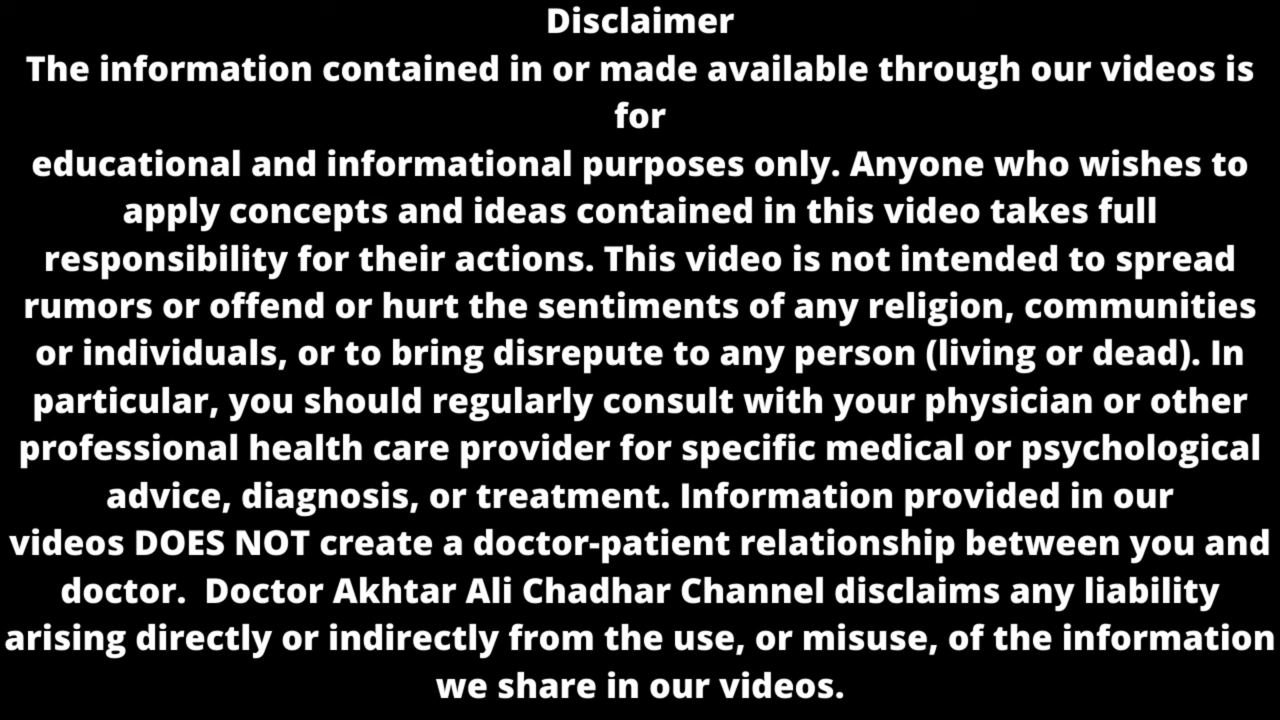 Disclaimer
The information contained in or made available through our videos is
for
educational and informational purposes only. Anyone who wishes to
apply concepts and ideas contained in this video takes full
responsibility for their actions. This video is not intended to spread
rumors or offend or hurt the sentiments of any religion, communities
or individuals, or to bring disrepute to any person (living or dead). In
particular, you should regularly consult with your physician or other
professional health care provider for specific medical or psychological
advice, diagnosis, or treatment. Information provided in our
videos DOES NOT create a doctor-patient relationship between you and
doctor.  Doctor Akhtar Ali Chadhar Channel disclaims any liability
arising directly or indirectly from the use, or misuse, of the information
we share in our videos.